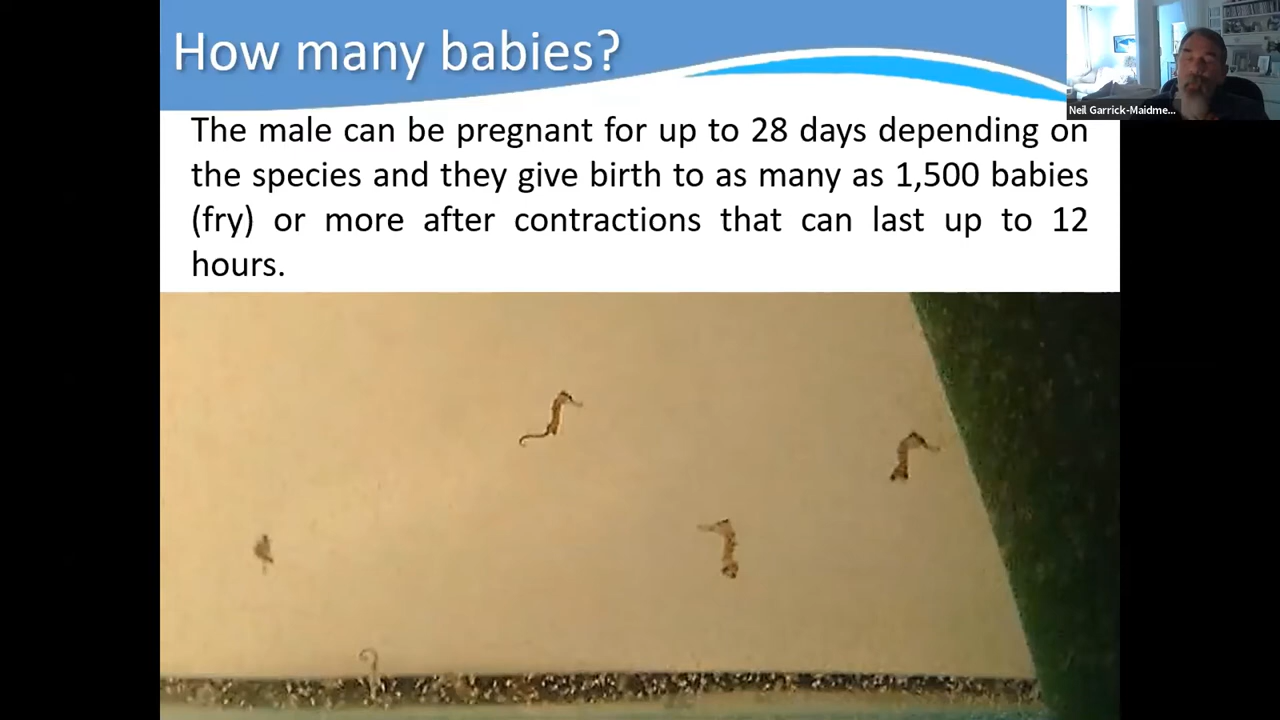 How many babies?
Neil Garrick-Maidme...
The male can be pregnant for up to 28 days depending on
the species and they give birth to as many as 1,500 babies
(fry) or more after contractions that can last up to 12
hours.